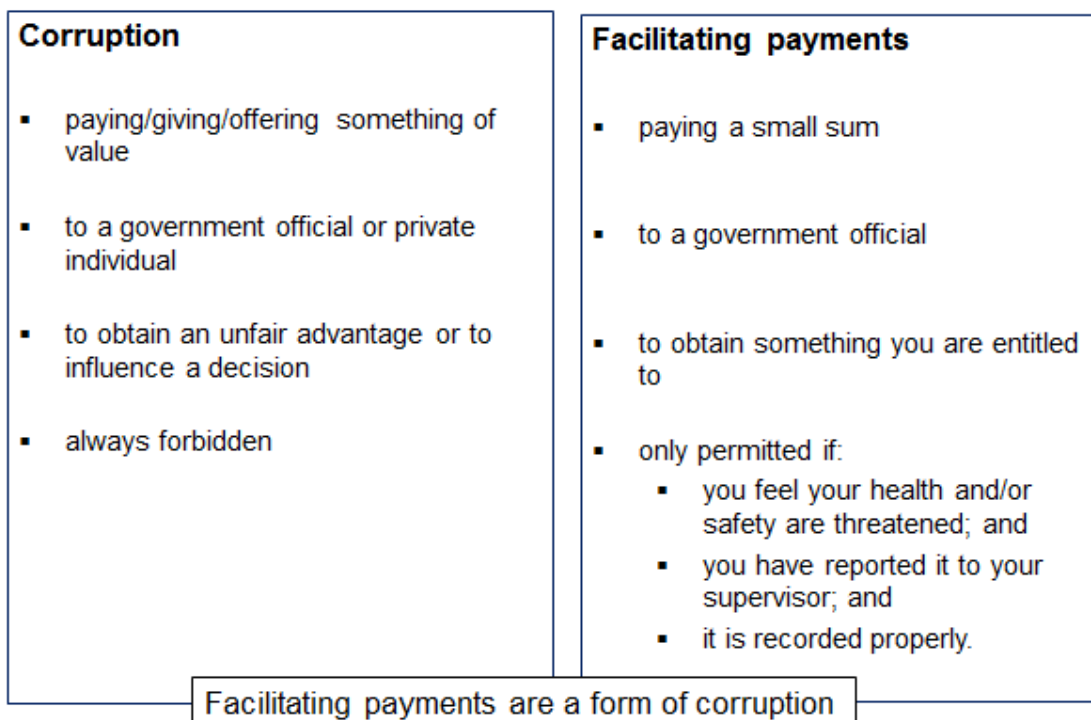 Corruption
▪ paying/giving/offering something of
value
▪ to a government official or private
individual
▪ to obtain an unfair advantage or to
influence a decision
▪ always forbidden
Facilitating payments
▪ paying a small sum
▪ to a government official
▪ to obtain something you are entitled
to
▪ only permitted if:
▪ you feel your health and/or
safety are threatened; and
▪ you have reported it to your
supervisor; and
▪ it is recorded properly.
Facilitating payments are a form of corruption